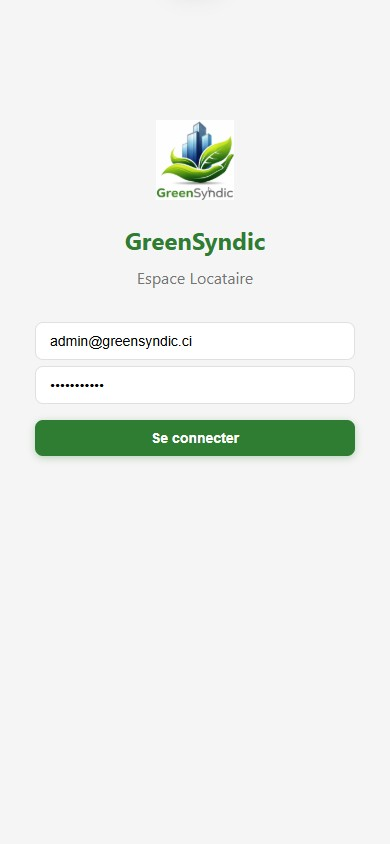 GreenSyndic
GreenSyndic
Espace Locataire
admin@greensyndic.ci
•••••••••••
Se connecter